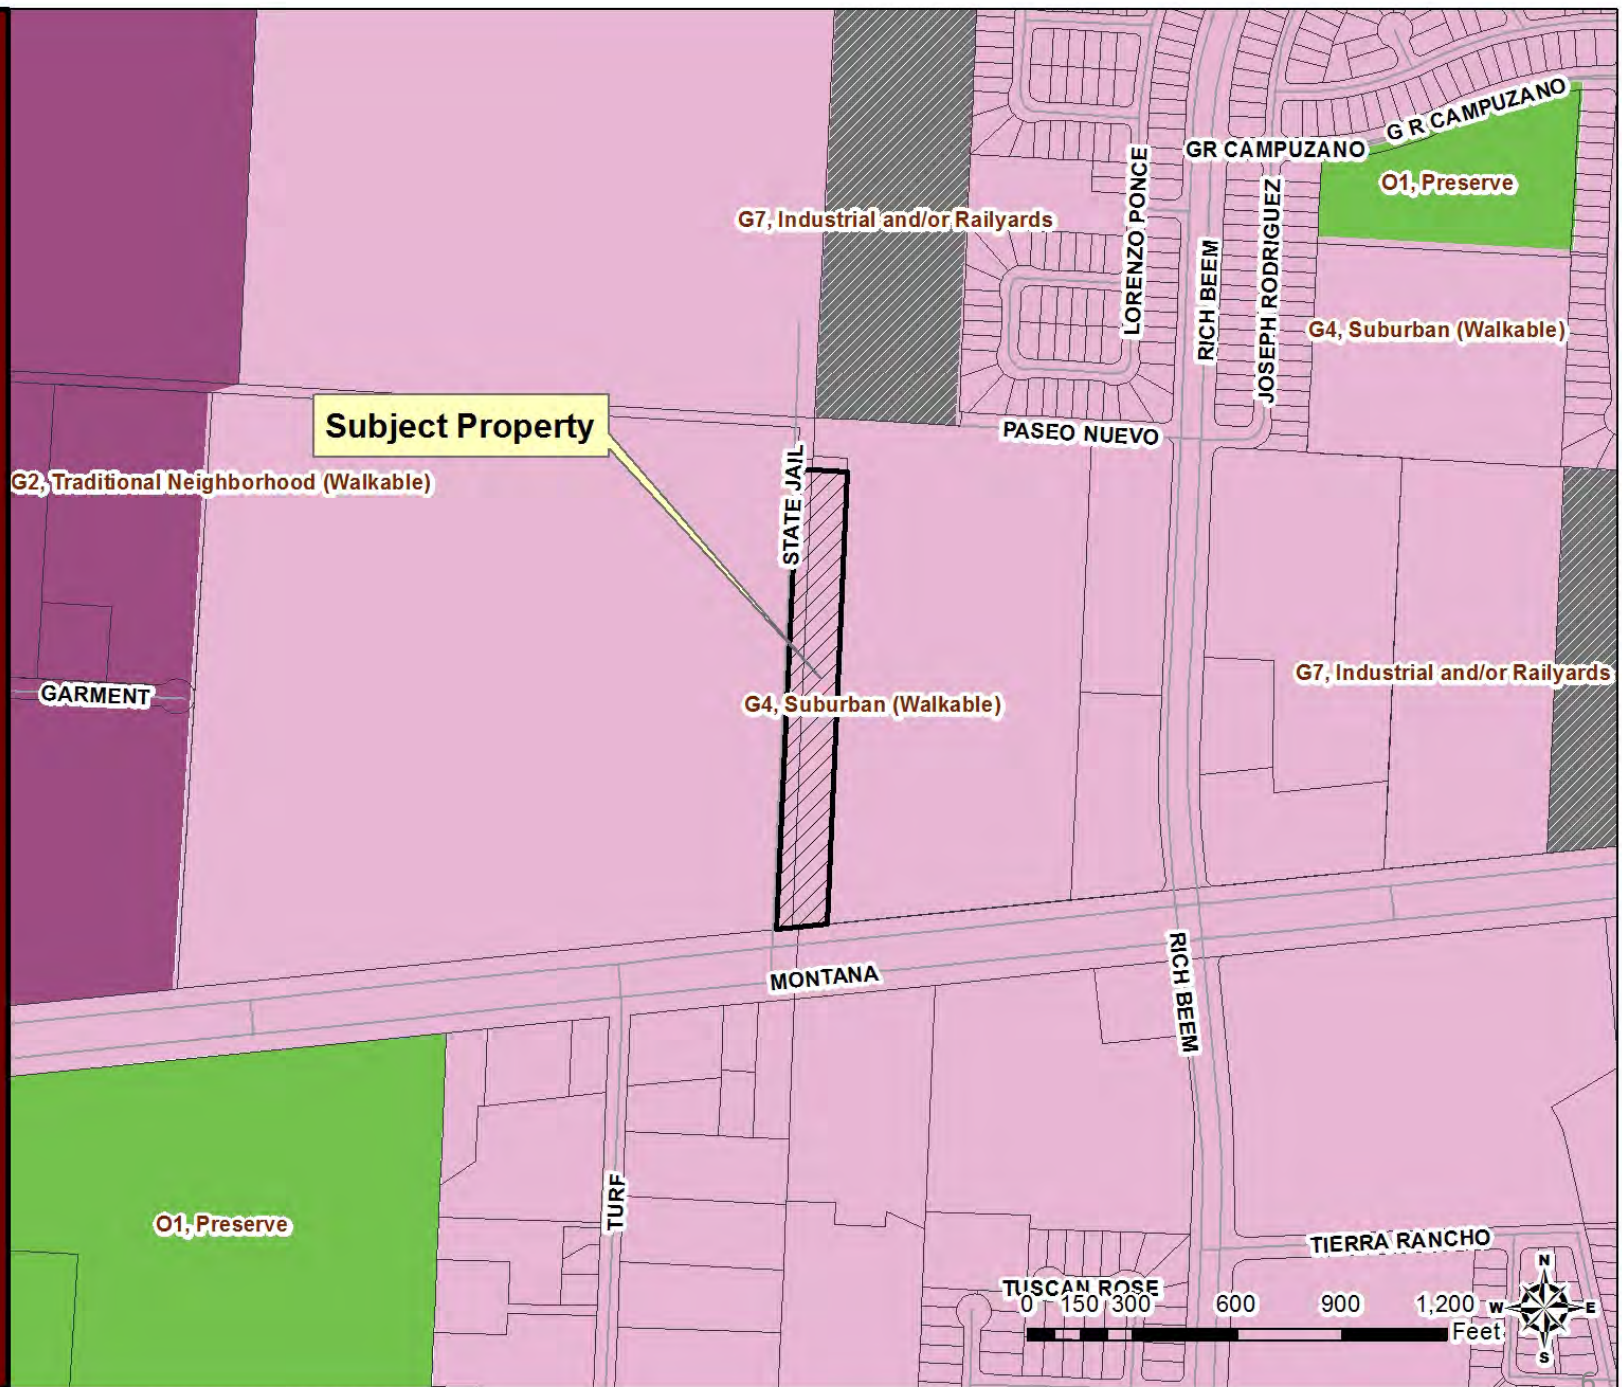 G R CAMPUZANO
GR CAMPUZANO
O1, Preserve
G7, Industrial and/or Railyards
LORENZO PONCE
RICH BEEM
JOSEPH RODRIGUEZ
G4, Suburban (Walkable)
Subject Property
PASEO NUEVO
STATE JAIL
G2, Traditional Neighborhood (Walkable)
GARMENT
G7, Industrial and/or Railyards
G4, Suburban (Walkable)
MONTANA
RICH BEEM
TURF
O1, Preserve
TIERRA RANCHO
TUSCAN ROSE
0 150 300 600 900 1,200
Feet
N
W E
S
6